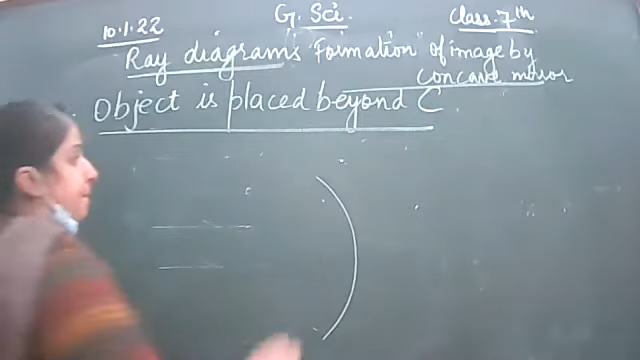 10.1.22 G. Sci. Class. 7th
Ray diagrams "Formation" of image by
concave mirror
Object is placed beyond C.